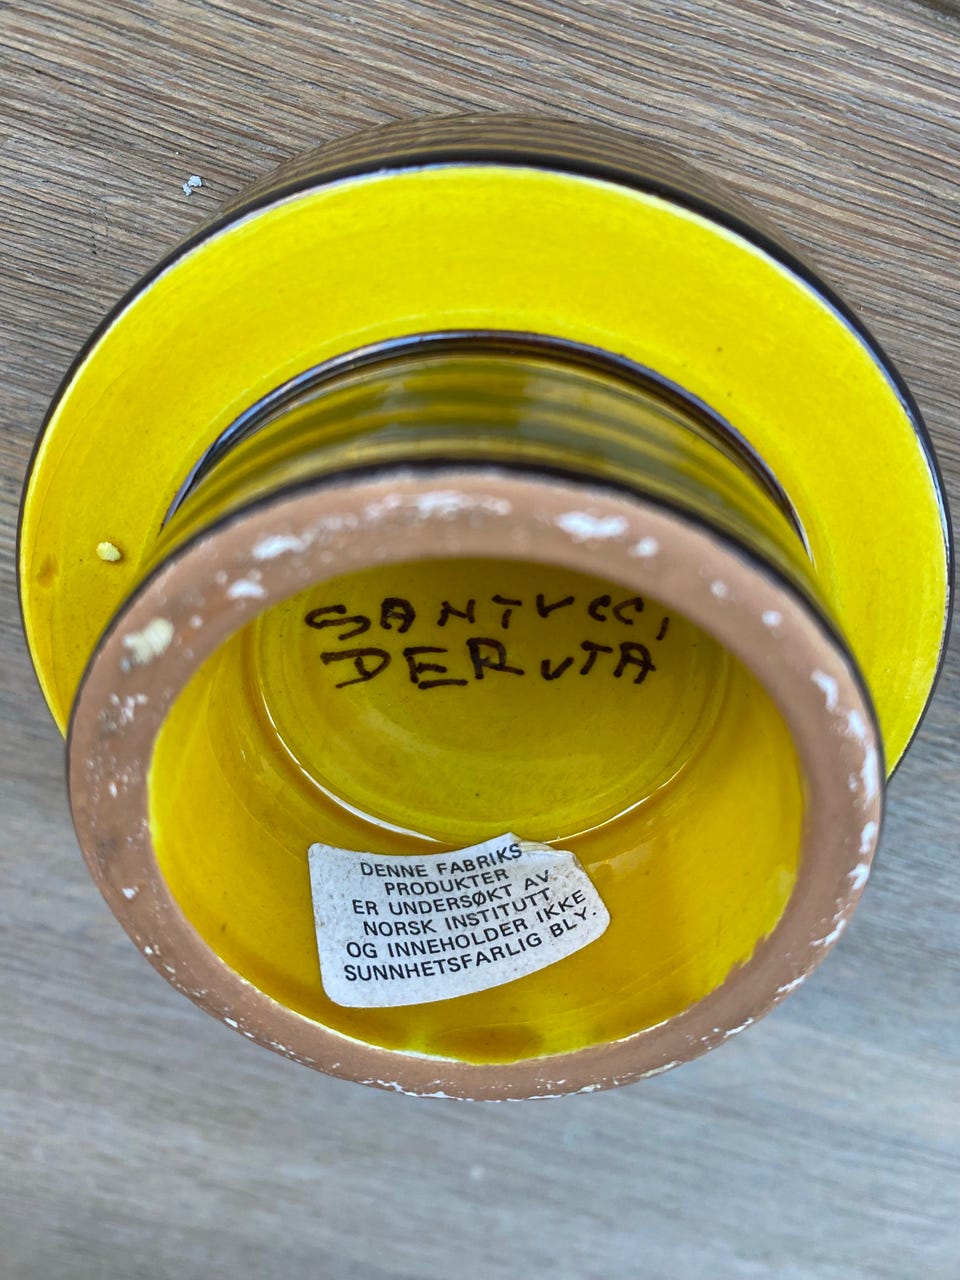 SANTUCCI
DERUTA
DENNE FABRIKS
PRODUKTER
ER UNDERSØKT AV
NORSK INSTITUTT
OG INNEHOLDER IKKE
SUNNHETSFARLIG BLY.